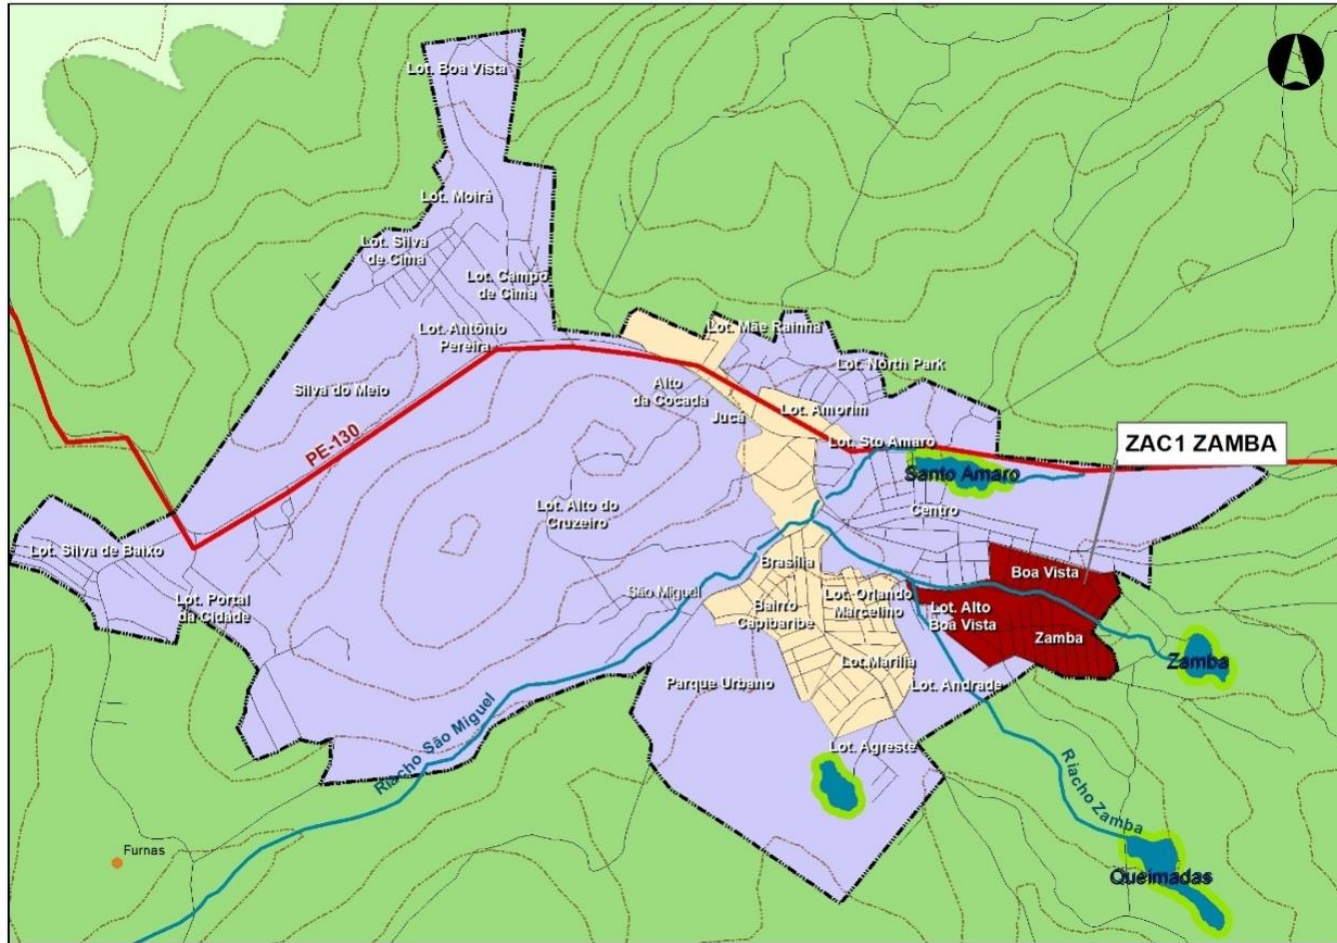 Lot. Boa Vista
Lot. Moirá
Lot. Silva
de Cima
Lot. Campo
de Cima
Lot. Antônio
Pereira
Lot. Mãe Rainha
Silva do Meio
Alto
da Cocada
Lot. North Park
Jucá
Lot. Amorim
PE-130
Lot. Sto Amaro
ZAC1 ZAMBA
Santo Amaro
Lot. Alto do
Cruzeiro
Centro
Lot. Silva de Baixo
Brasília
Boa Vista
São Miguel
Lot. Portal
da Cidade
Bairro
Capibaribe
Lot. Orlando
Marcelino
Lot. Alto
Boa Vista
Zamba
Lot. Marília
Zamba
Parque Urbano
Lot. Andrade
Riacho São Miguel
Lot. Agreste
Riacho Zamba
Furnas
Queimadas